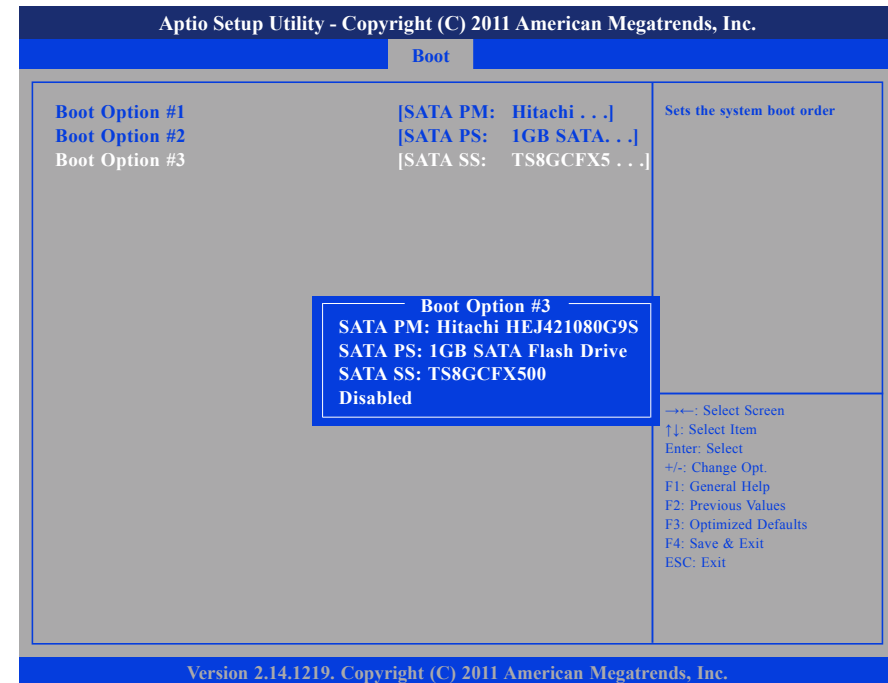 Aptio Setup Utility - Copyright (C) 2011 American Megatrends, Inc.
Boot
Boot Option #1 [SATA PM: Hitachi . . .]
Boot Option #2 [SATA PS: 1GB SATA. . .]
Boot Option #3 [SATA SS: TS8GCFX5 . . .]
Sets the system boot order
Boot Option #3
SATA PM: Hitachi HEJ421080G9S
SATA PS: 1GB SATA Flash Drive
SATA SS: TS8GCFX500
Disabled
→←: Select Screen
↑↓: Select Item
Enter: Select
+/-: Change Opt.
F1: General Help
F2: Previous Values
F3: Optimized Defaults
F4: Save & Exit
ESC: Exit
Version 2.14.1219. Copyright (C) 2011 American Megatrends, Inc.